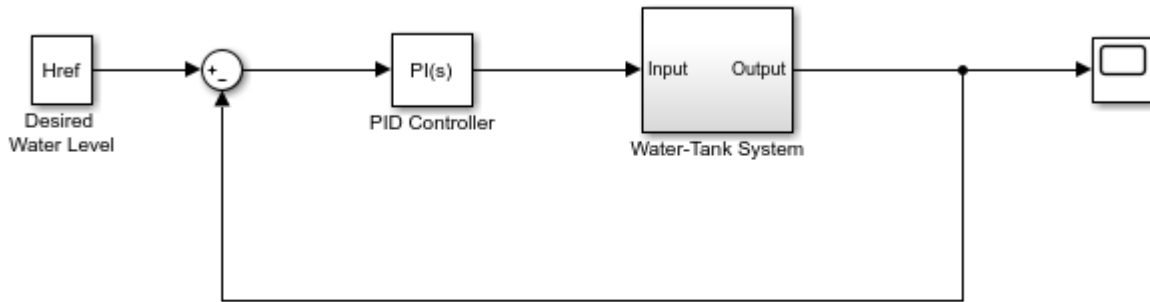 Href
Desired
Water Level
+
-
PI(s)
PID Controller
Input
Output
Water-Tank System